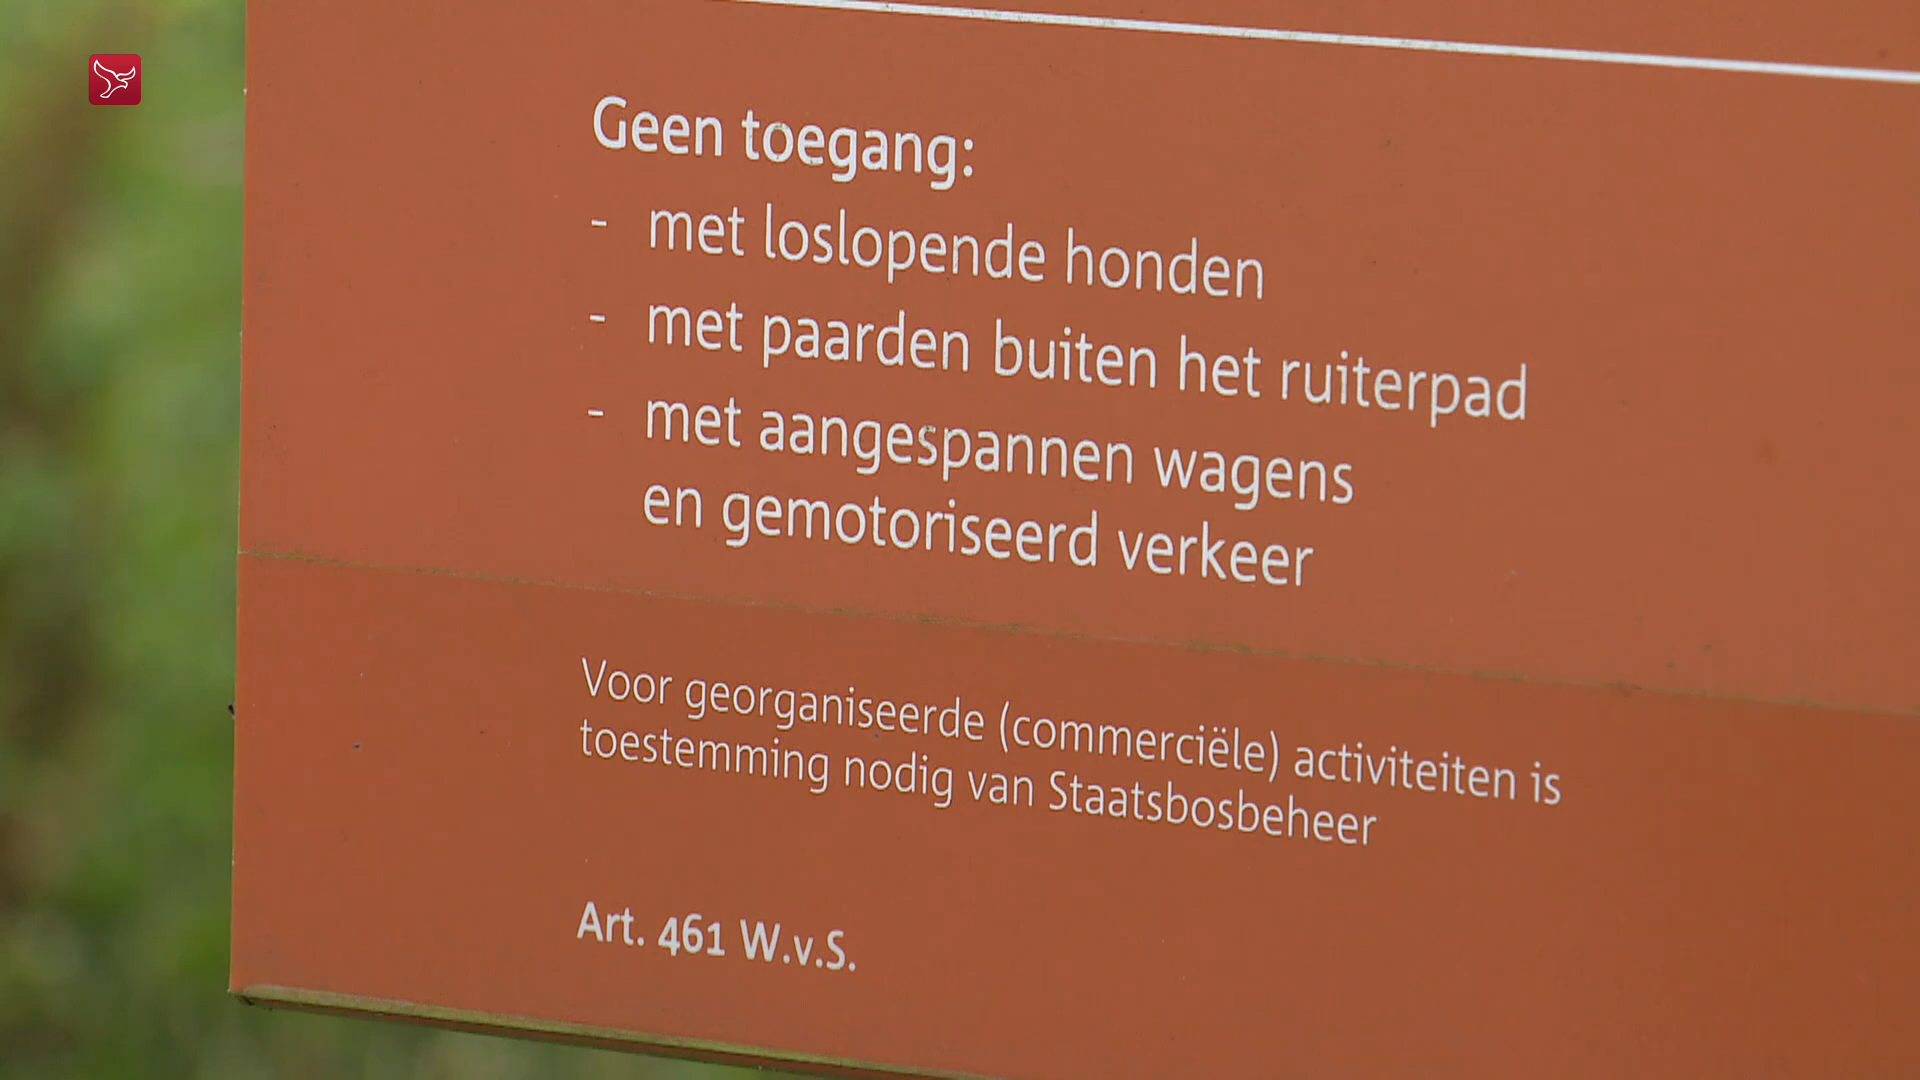 Geen toegang:
- met loslopende honden
- met paarden buiten het ruiterpad
- met aangespannen wagens
en gemotoriseerd verkeer
Voor georganiseerde (commerciële) activiteiten is
toestemming nodig van Staatsbosbeheer
Art. 461 W.v.S.